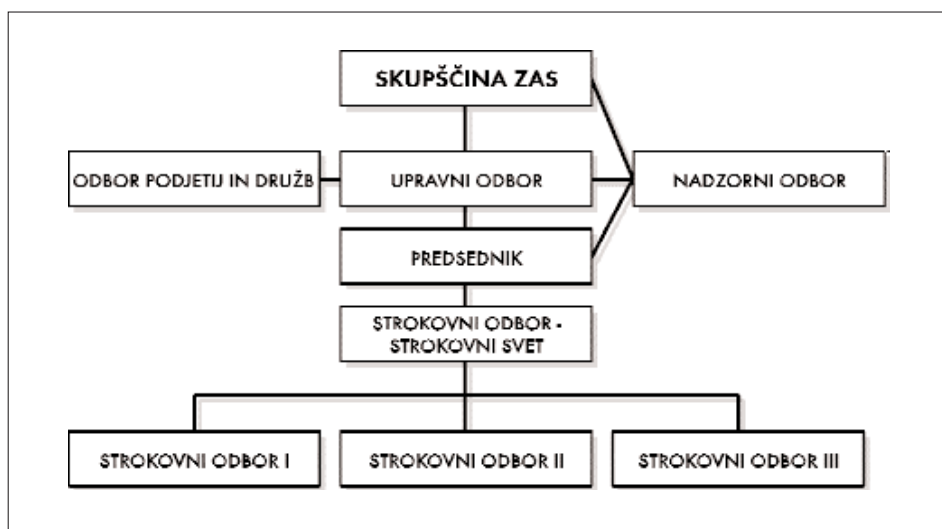 SKUPŠČINA ZAS
ODBOR PODJETIJ IN DRUŽB
UPRAVNI ODBOR
NADZORNI ODBOR
PREDSEDNIK
STROKOVNI ODBOR -
STROKOVNI SVET
STROKOVNI ODBOR I
STROKOVNI ODBOR II
STROKOVNI ODBOR III